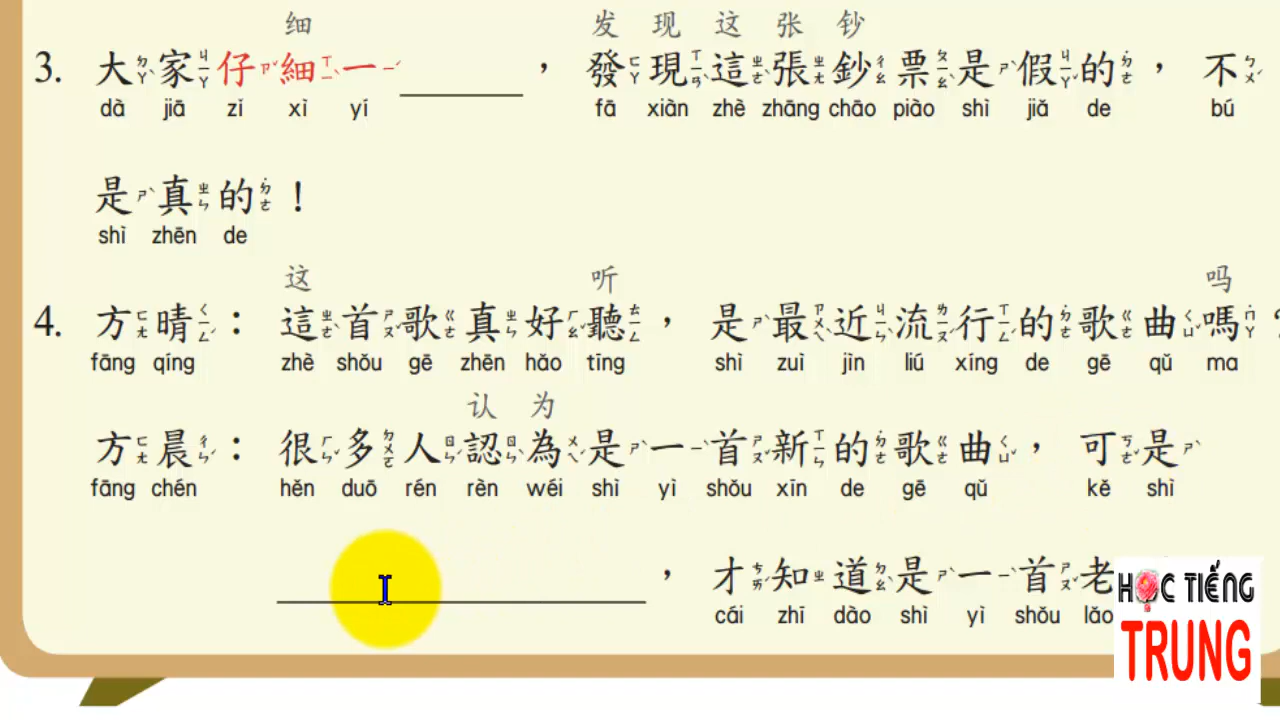 细 发 现 这 张 钞
3. 大家仔細一______，發現這張鈔票是假的，不
dà jiā zǐ xì yí fā xiàn zhè zhāng chāo piào shì jiǎ de bú
是真的！
shì zhēn de
这 听 吗
4. 方晴：這首歌真好聽，是最近流行的歌曲嗎
fāng qíng zhè shǒu gē zhēn hǎo tīng shì zuì jìn liú xíng de gē qǔ ma
认 为
方晨：很多人認為是一首新的歌曲，可是
fāng chén hěn duō rén rèn wéi shì yì shǒu xīn de gē qǔ kě shì
______，才知道是一首老
cái zhī dào shì yì shǒu lǎo
HỌC TIẾNG
TRUNG